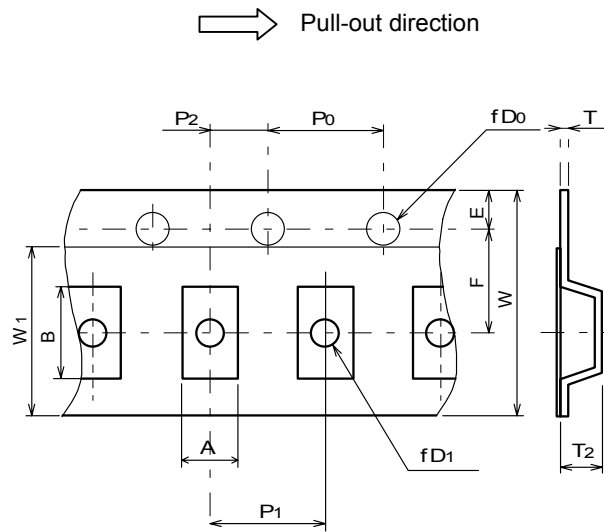 Pull-out direction
P2
P0
fD0
T
E
F
W
W1
B
A
fD1
T2
P1